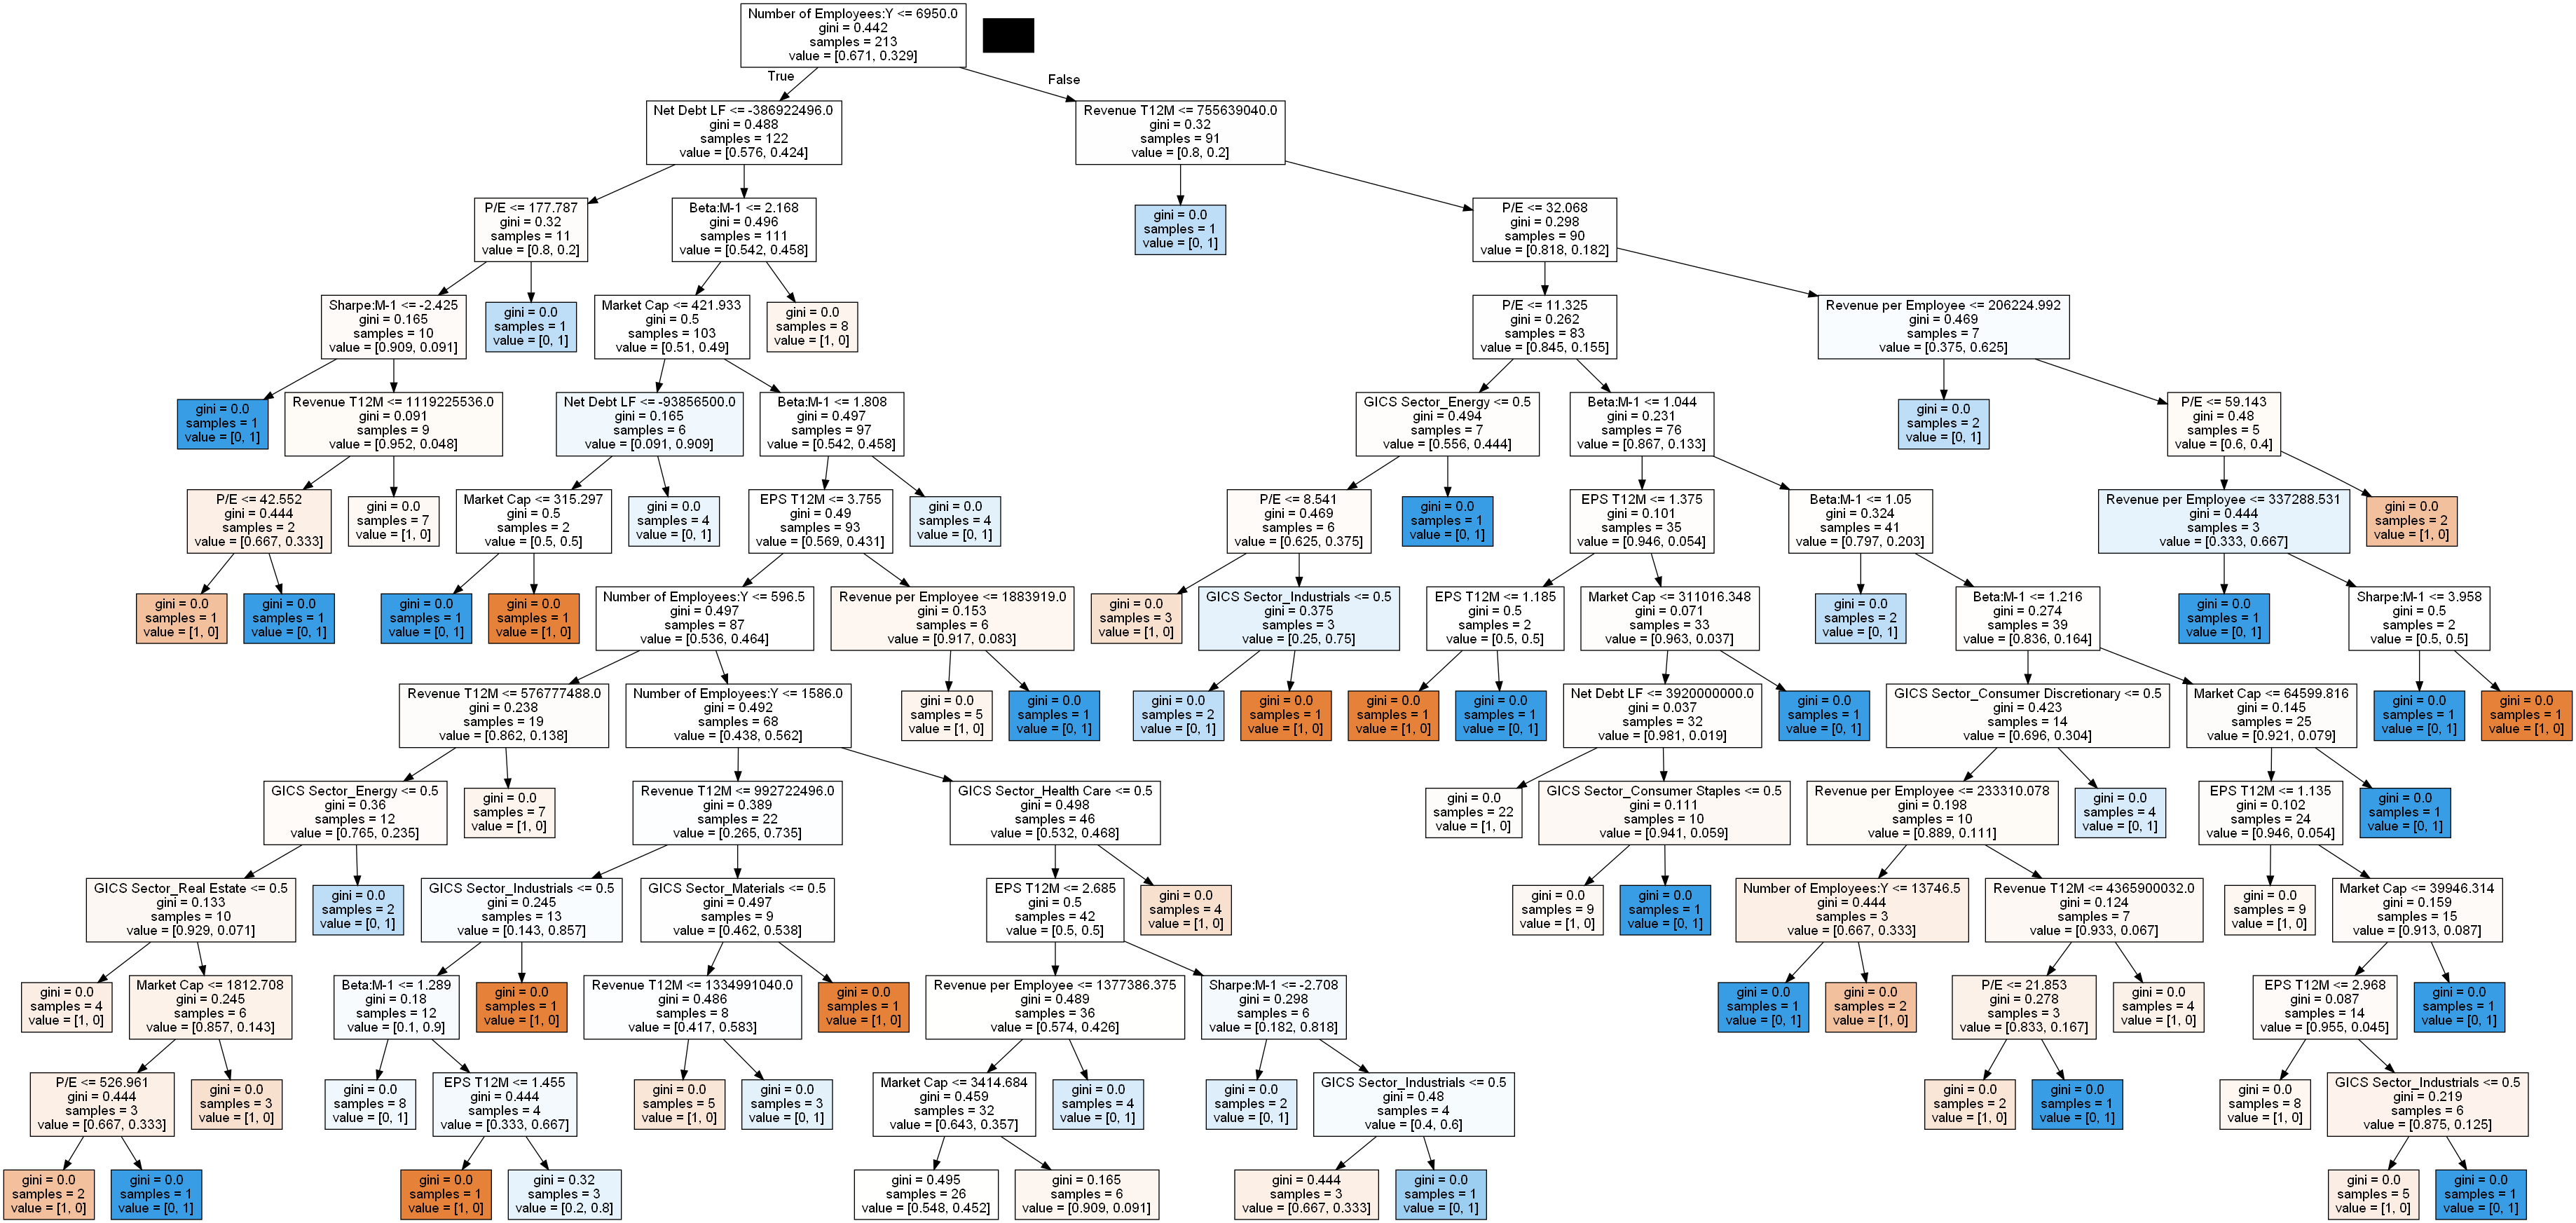 Number of Employees:Y <= 6950.0
gini = 0.442
samples = 213
value = [0.671, 0.329]
True
False
Net Debt LF <= -386922496.0
gini = 0.488
samples = 122
value = [0.576, 0.424]
Revenue T12M <= 755639040.0
gini = 0.32
samples = 91
value = [0.8, 0.2]
P/E <= 177.787
gini = 0.32
samples = 11
value = [0.8, 0.2]
Beta:M-1 <= 2.168
gini = 0.496
samples = 111
value = [0.542, 0.458]
gini = 0.0
samples = 1
value = [0, 1]
P/E <= 32.068
gini = 0.298
samples = 90
value = [0.818, 0.182]
Sharpe:M-1 <= -2.425
gini = 0.165
samples = 10
value = [0.909, 0.091]
gini = 0.0
samples = 1
value = [0, 1]
Market Cap <= 421.933
gini = 0.5
samples = 103
value = [0.51, 0.49]
gini = 0.0
samples = 8
value = [1, 0]
P/E <= 11.325
gini = 0.262
samples = 83
value = [0.845, 0.155]
Revenue per Employee <= 206224.992
gini = 0.469
samples = 7
value = [0.375, 0.625]
gini = 0.0
samples = 1
value = [0, 1]
Revenue T12M <= 1119225536.0
gini = 0.091
samples = 9
value = [0.952, 0.048]
Net Debt LF <= -93856500.0
gini = 0.165
samples = 6
value = [0.091, 0.909]
Beta:M-1 <= 1.808
gini = 0.497
samples = 97
value = [0.542, 0.458]
GICS Sector_Energy <= 0.5
gini = 0.494
samples = 7
value = [0.556, 0.444]
Beta:M-1 <= 1.044
gini = 0.231
samples = 76
value = [0.867, 0.133]
gini = 0.0
samples = 2
value = [0, 1]
P/E <= 59.143
gini = 0.48
samples = 5
value = [0.6, 0.4]
P/E <= 42.552
gini = 0.444
samples = 2
value = [0.667, 0.333]
gini = 0.0
samples = 7
value = [1, 0]
Market Cap <= 315.297
gini = 0.5
samples = 2
value = [0.5, 0.5]
gini = 0.0
samples = 4
value = [0, 1]
EPS T12M <= 3.755
gini = 0.49
samples = 93
value = [0.569, 0.431]
gini = 0.0
samples = 4
value = [0, 1]
P/E <= 8.541
gini = 0.469
samples = 6
value = [0.625, 0.375]
gini = 0.0
samples = 1
value = [0, 1]
EPS T12M <= 1.375
gini = 0.101
samples = 35
value = [0.946, 0.054]
Beta:M-1 <= 1.05
gini = 0.324
samples = 41
value = [0.797, 0.203]
Revenue per Employee <= 337288.531
gini = 0.444
samples = 3
value = [0.333, 0.667]
gini = 0.0
samples = 2
value = [1, 0]
gini = 0.0
samples = 1
value = [1, 0]
gini = 0.0
samples = 1
value = [0, 1]
gini = 0.0
samples = 1
value = [0, 1]
gini = 0.0
samples = 1
value = [1, 0]
Number of Employees:Y <= 596.5
gini = 0.497
samples = 87
value = [0.536, 0.464]
Revenue per Employee <= 1883919.0
gini = 0.153
samples = 6
value = [0.917, 0.083]
gini = 0.0
samples = 3
value = [1, 0]
GICS Sector_Industrials <= 0.5
gini = 0.375
samples = 3
value = [0.25, 0.75]
EPS T12M <= 1.185
gini = 0.5
samples = 2
value = [0.5, 0.5]
Market Cap <= 311016.348
gini = 0.071
samples = 33
value = [0.963, 0.037]
gini = 0.0
samples = 2
value = [0, 1]
Beta:M-1 <= 1.216
gini = 0.274
samples = 39
value = [0.836, 0.164]
gini = 0.0
samples = 1
value = [0, 1]
Sharpe:M-1 <= 3.958
gini = 0.5
samples = 2
value = [0.5, 0.5]
Revenue T12M <= 576777488.0
gini = 0.238
samples = 19
value = [0.862, 0.138]
Number of Employees:Y <= 1586.0
gini = 0.492
samples = 68
value = [0.438, 0.562]
gini = 0.0
samples = 5
value = [1, 0]
gini = 0.0
samples = 1
value = [0, 1]
gini = 0.0
samples = 2
value = [0, 1]
gini = 0.0
samples = 1
value = [1, 0]
gini = 0.0
samples = 1
value = [1, 0]
gini = 0.0
samples = 1
value = [0, 1]
Net Debt LF <= 3920000000.0
gini = 0.037
samples = 32
value = [0.981, 0.019]
gini = 0.0
samples = 1
value = [0, 1]
GICS Sector_Consumer Discretionary <= 0.5
gini = 0.423
samples = 14
value = [0.696, 0.304]
Market Cap <= 64599.816
gini = 0.145
samples = 25
value = [0.921, 0.079]
gini = 0.0
samples = 1
value = [0, 1]
gini = 0.0
samples = 1
value = [1, 0]
GICS Sector_Energy <= 0.5
gini = 0.36
samples = 12
value = [0.765, 0.235]
gini = 0.0
samples = 7
value = [1, 0]
Revenue T12M <= 992722496.0
gini = 0.389
samples = 22
value = [0.265, 0.735]
GICS Sector_Health Care <= 0.5
gini = 0.498
samples = 46
value = [0.532, 0.468]
gini = 0.0
samples = 22
value = [1, 0]
GICS Sector_Consumer Staples <= 0.5
gini = 0.111
samples = 10
value = [0.941, 0.059]
Revenue per Employee <= 233310.078
gini = 0.198
samples = 10
value = [0.889, 0.111]
gini = 0.0
samples = 4
value = [0, 1]
EPS T12M <= 1.135
gini = 0.102
samples = 24
value = [0.946, 0.054]
gini = 0.0
samples = 1
value = [0, 1]
GICS Sector_Real Estate <= 0.5
gini = 0.133
samples = 10
value = [0.929, 0.071]
gini = 0.0
samples = 2
value = [0, 1]
GICS Sector_Industrials <= 0.5
gini = 0.245
samples = 13
value = [0.143, 0.857]
GICS Sector_Materials <= 0.5
gini = 0.497
samples = 9
value = [0.462, 0.538]
EPS T12M <= 2.685
gini = 0.5
samples = 42
value = [0.5, 0.5]
gini = 0.0
samples = 4
value = [1, 0]
gini = 0.0
samples = 9
value = [1, 0]
gini = 0.0
samples = 1
value = [0, 1]
Number of Employees:Y <= 13746.5
gini = 0.444
samples = 3
value = [0.667, 0.333]
Revenue T12M <= 4365900032.0
gini = 0.124
samples = 7
value = [0.933, 0.067]
gini = 0.0
samples = 9
value = [1, 0]
Market Cap <= 39946.314
gini = 0.159
samples = 15
value = [0.913, 0.087]
gini = 0.0
samples = 4
value = [1, 0]
Market Cap <= 1812.708
gini = 0.245
samples = 6
value = [0.857, 0.143]
Beta:M-1 <= 1.289
gini = 0.18
samples = 12
value = [0.1, 0.9]
gini = 0.0
samples = 1
value = [1, 0]
Revenue T12M <= 1334991040.0
gini = 0.486
samples = 8
value = [0.417, 0.583]
gini = 0.0
samples = 1
value = [1, 0]
Revenue per Employee <= 1377386.375
gini = 0.489
samples = 36
value = [0.574, 0.426]
Sharpe:M-1 <= -2.708
gini = 0.298
samples = 6
value = [0.182, 0.818]
gini = 0.0
samples = 1
value = [0, 1]
gini = 0.0
samples = 2
value = [1, 0]
P/E <= 21.853
gini = 0.278
samples = 3
value = [0.833, 0.167]
gini = 0.0
samples = 4
value = [1, 0]
EPS T12M <= 2.968
gini = 0.087
samples = 14
value = [0.955, 0.045]
gini = 0.0
samples = 1
value = [0, 1]
P/E <= 526.961
gini = 0.444
samples = 3
value = [0.667, 0.333]
gini = 0.0
samples = 3
value = [1, 0]
gini = 0.0
samples = 8
value = [0, 1]
EPS T12M <= 1.455
gini = 0.444
samples = 4
value = [0.333, 0.667]
gini = 0.0
samples = 5
value = [1, 0]
gini = 0.0
samples = 3
value = [0, 1]
Market Cap <= 3414.684
gini = 0.459
samples = 32
value = [0.643, 0.357]
gini = 0.0
samples = 4
value = [0, 1]
gini = 0.0
samples = 2
value = [0, 1]
GICS Sector_Industrials <= 0.5
gini = 0.48
samples = 4
value = [0.4, 0.6]
gini = 0.0
samples = 2
value = [1, 0]
gini = 0.0
samples = 1
value = [0, 1]
gini = 0.0
samples = 8
value = [1, 0]
GICS Sector_Industrials <= 0.5
gini = 0.219
samples = 6
value = [0.875, 0.125]
gini = 0.0
samples = 2
value = [1, 0]
gini = 0.0
samples = 1
value = [0, 1]
gini = 0.0
samples = 1
value = [1, 0]
gini = 0.32
samples = 3
value = [0.2, 0.8]
gini = 0.495
samples = 26
value = [0.548, 0.452]
gini = 0.165
samples = 6
value = [0.909, 0.091]
gini = 0.444
samples = 3
value = [0.667, 0.333]
gini = 0.0
samples = 1
value = [0, 1]
gini = 0.0
samples = 5
value = [1, 0]
gini = 0.0
samples = 1
value = [0, 1]